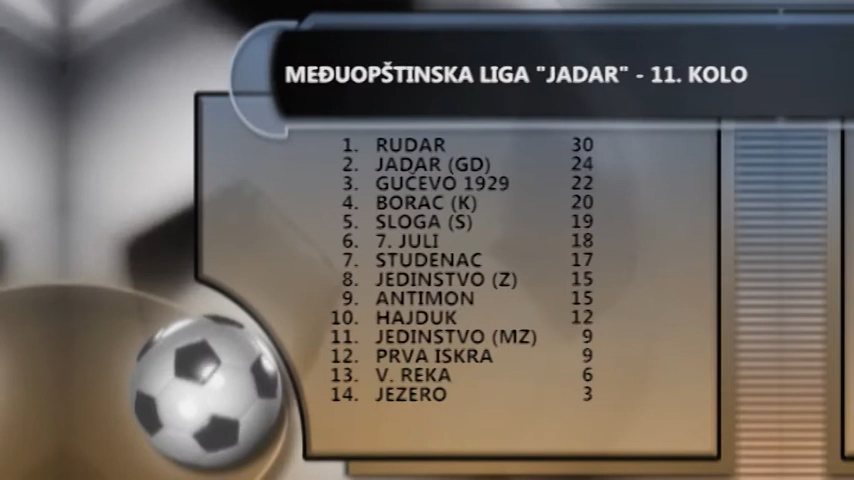 MEĐUOPŠTINSKA LIGA "JADAR" - 11. KOLO
1. RUDAR 30
2. JADAR (GD) 24
3. GUČEVO 1929 22
4. BORAC (K) 20
5. SLOGA (S) 19
6. 7. JULI 18
7. STUDENAC 17
8. JEDINSTVO (Z) 15
9. ANTIMON 15
10. HAJDUK 12
11. JEDINSTVO (MZ) 9
12. PRVA ISKRA 9
13. V. REKA 6
14. JEZERO 3